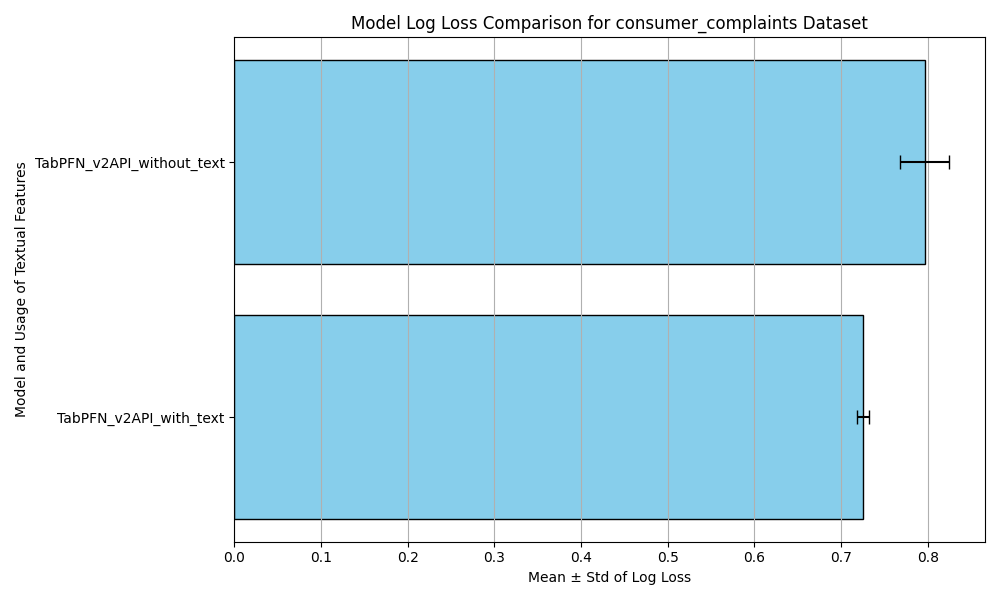 Model Log Loss Comparison for consumer_complaints Dataset
Model and Usage of Textual Features
TabPFN_v2API_without_text
TabPFN_v2API_with_text
0.0 0.1 0.2 0.3 0.4 0.5 0.6 0.7 0.8
Mean ± Std of Log Loss